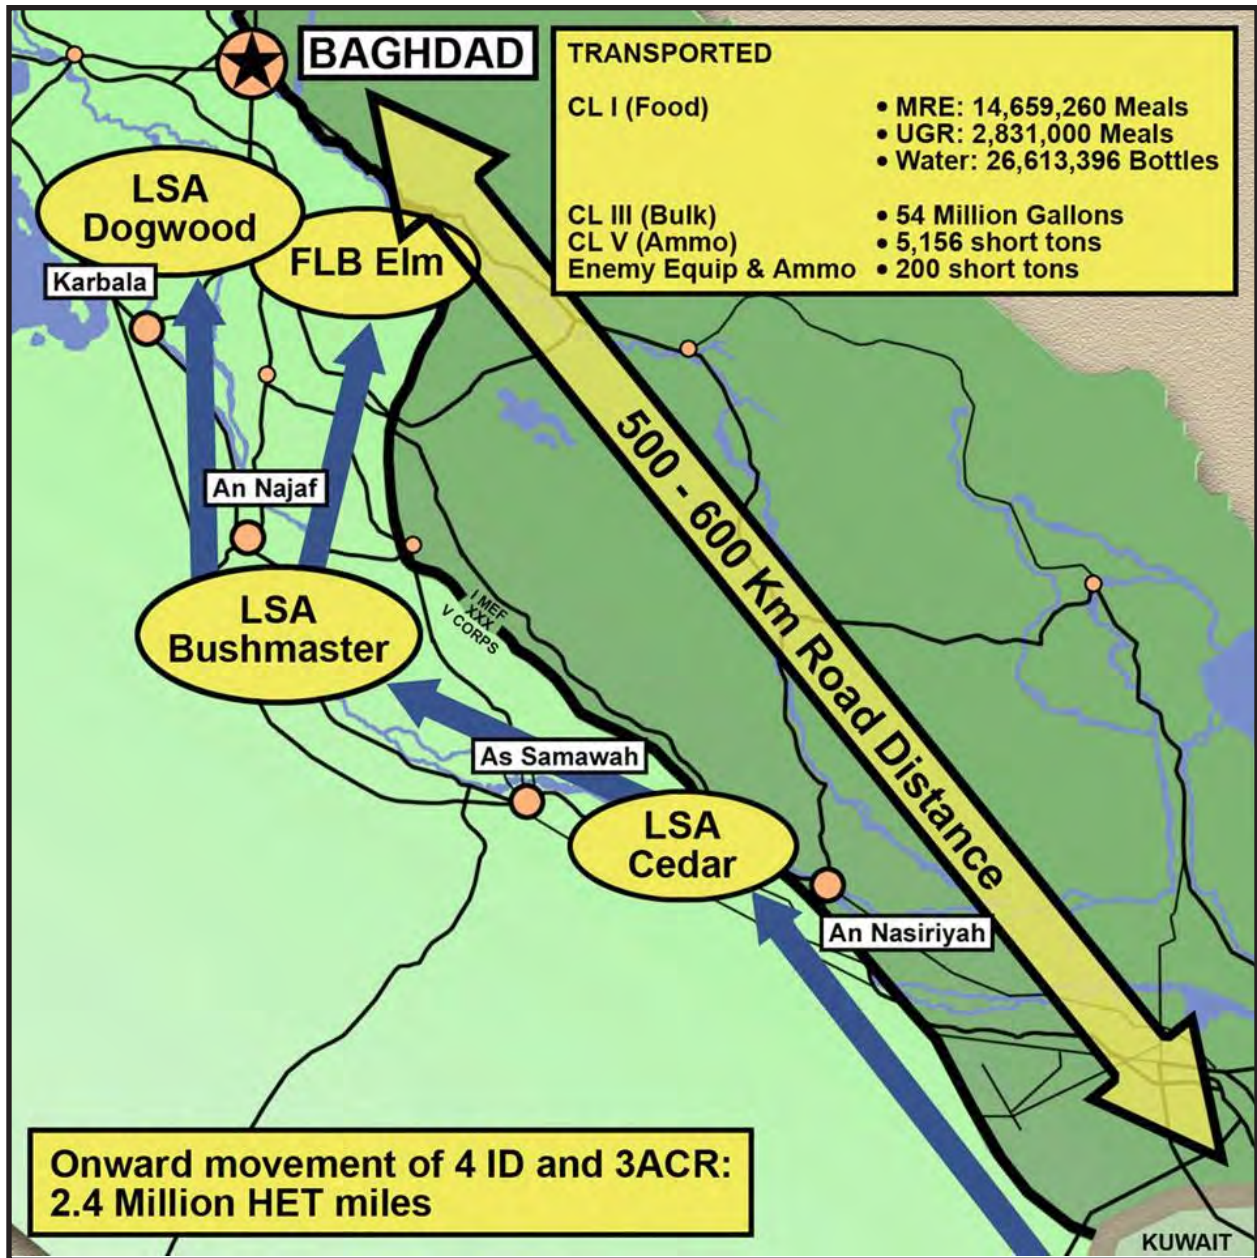 BAGHDAD
TRANSPORTED
CL I (Food)
• MRE: 14,659,260 Meals
• UGR: 2,831,000 Meals
• Water: 26,613,396 Bottles
CL III (Bulk) • 54 Million Gallons
CL V (Ammo) • 5,156 short tons
Enemy Equip & Ammo • 200 short tons
LSA
Dogwood
FLB Elm
Karbala
An Najaf
LSA
Bushmaster
I MEF
XXX
V CORPS
500 - 600 Km Road Distance
As Samawah
LSA
Cedar
An Nasiriyah
Onward movement of 4 ID and 3ACR:
2.4 Million HET miles
KUWAIT